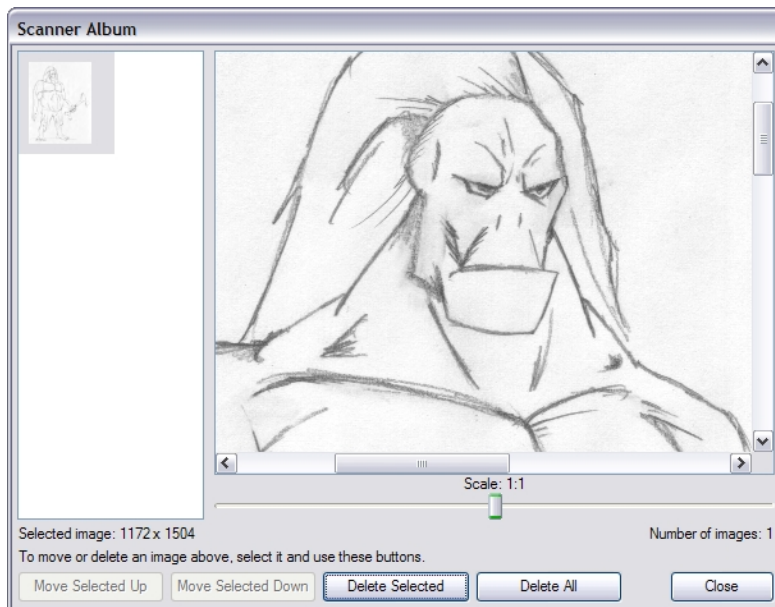 Scanner Album
Scale: 1:1
Selected image: 1172 x 1504
Number of images: 1
To move or delete an image above, select it and use these buttons.
Move Selected Up
Move Selected Down
Delete Selected
Delete All
Close